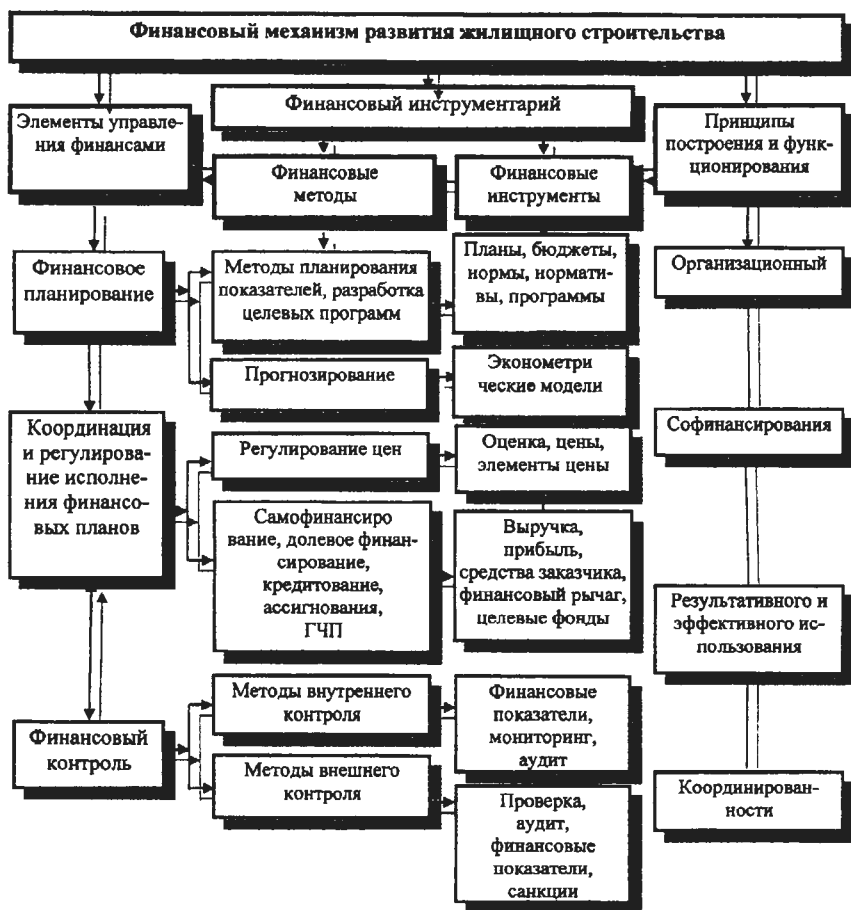 Финансовый механизм развития жилищного строительства
Финансовый инструментарий
Элементы управле-
ния финансами
Принципы
построения и функ-
ционирования
Финансовые
методы
Финансовые
инструменты
Финансовое
планирование
Методы планирования
показателей, разработка
целевых программ
Планы, бюджеты,
нормы, нормати-
вы, программы
Организационный
Прогнозирование
Эконометри
ческие модели
Координация
и регулирова-
ние исполне-
ния финансо-
вых планов
Регулирование цен
Оценка, цены,
элементы цены
Софинансирования
Самофинансиро
вание, долевое финан-
сирование,
кредитование,
ассигнования,
ГЧП
Выручка,
прибыль,
средства заказчика,
финансовый рычаг,
целевые фонды
Результативного и
эффективного ис-
пользования
Финансовый
контроль
Методы внутреннего
контроля
Финансовые
показатели,
мониторинг,
аудит
Методы внешнего
контроля
Проверка,
аудит,
финансовые
показатели,
санкции
Координирован-
ности